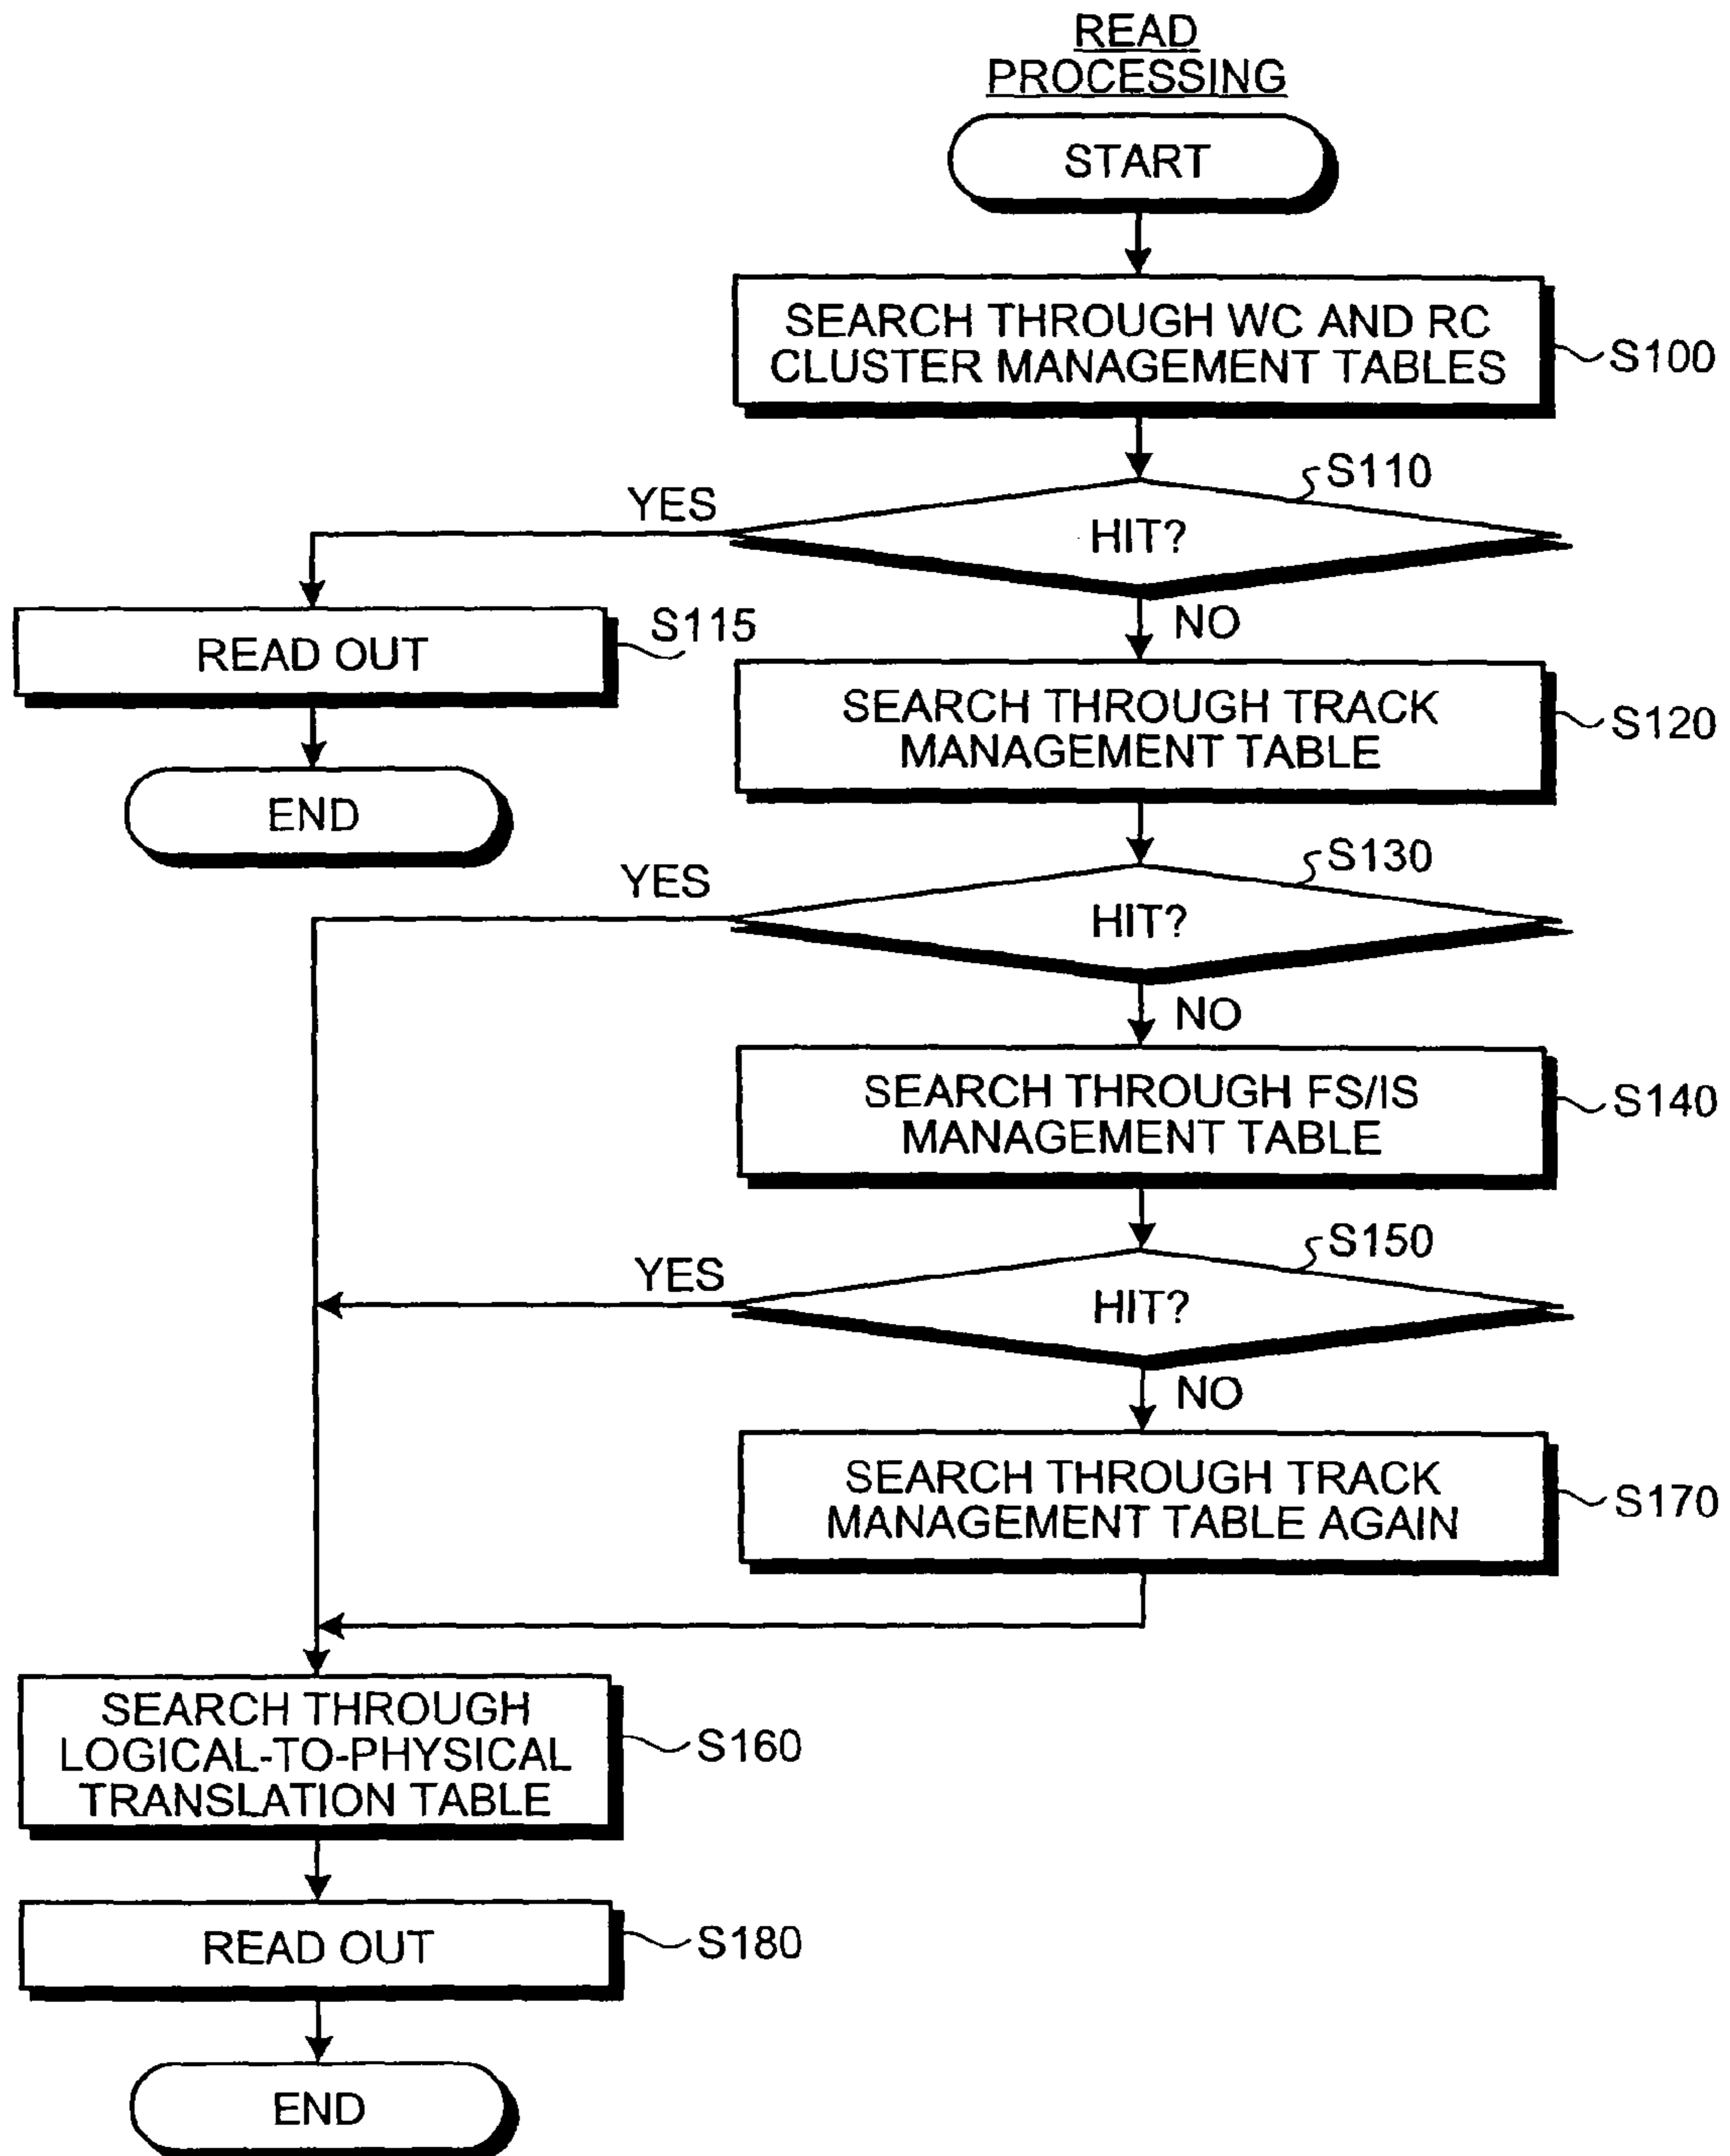 READ
PROCESSING
START
SEARCH THROUGH WC AND RC
CLUSTER MANAGEMENT TABLES
S100
S110
YES
HIT?
NO
READ OUT
S115
END
SEARCH THROUGH TRACK
MANAGEMENT TABLE
S120
S130
YES
HIT?
NO
SEARCH THROUGH FS/IS
MANAGEMENT TABLE
S140
S150
YES
HIT?
NO
SEARCH THROUGH TRACK
MANAGEMENT TABLE AGAIN
S170
SEARCH THROUGH
LOGICAL-TO-PHYSICAL
TRANSLATION TABLE
S160
READ OUT
S180
END